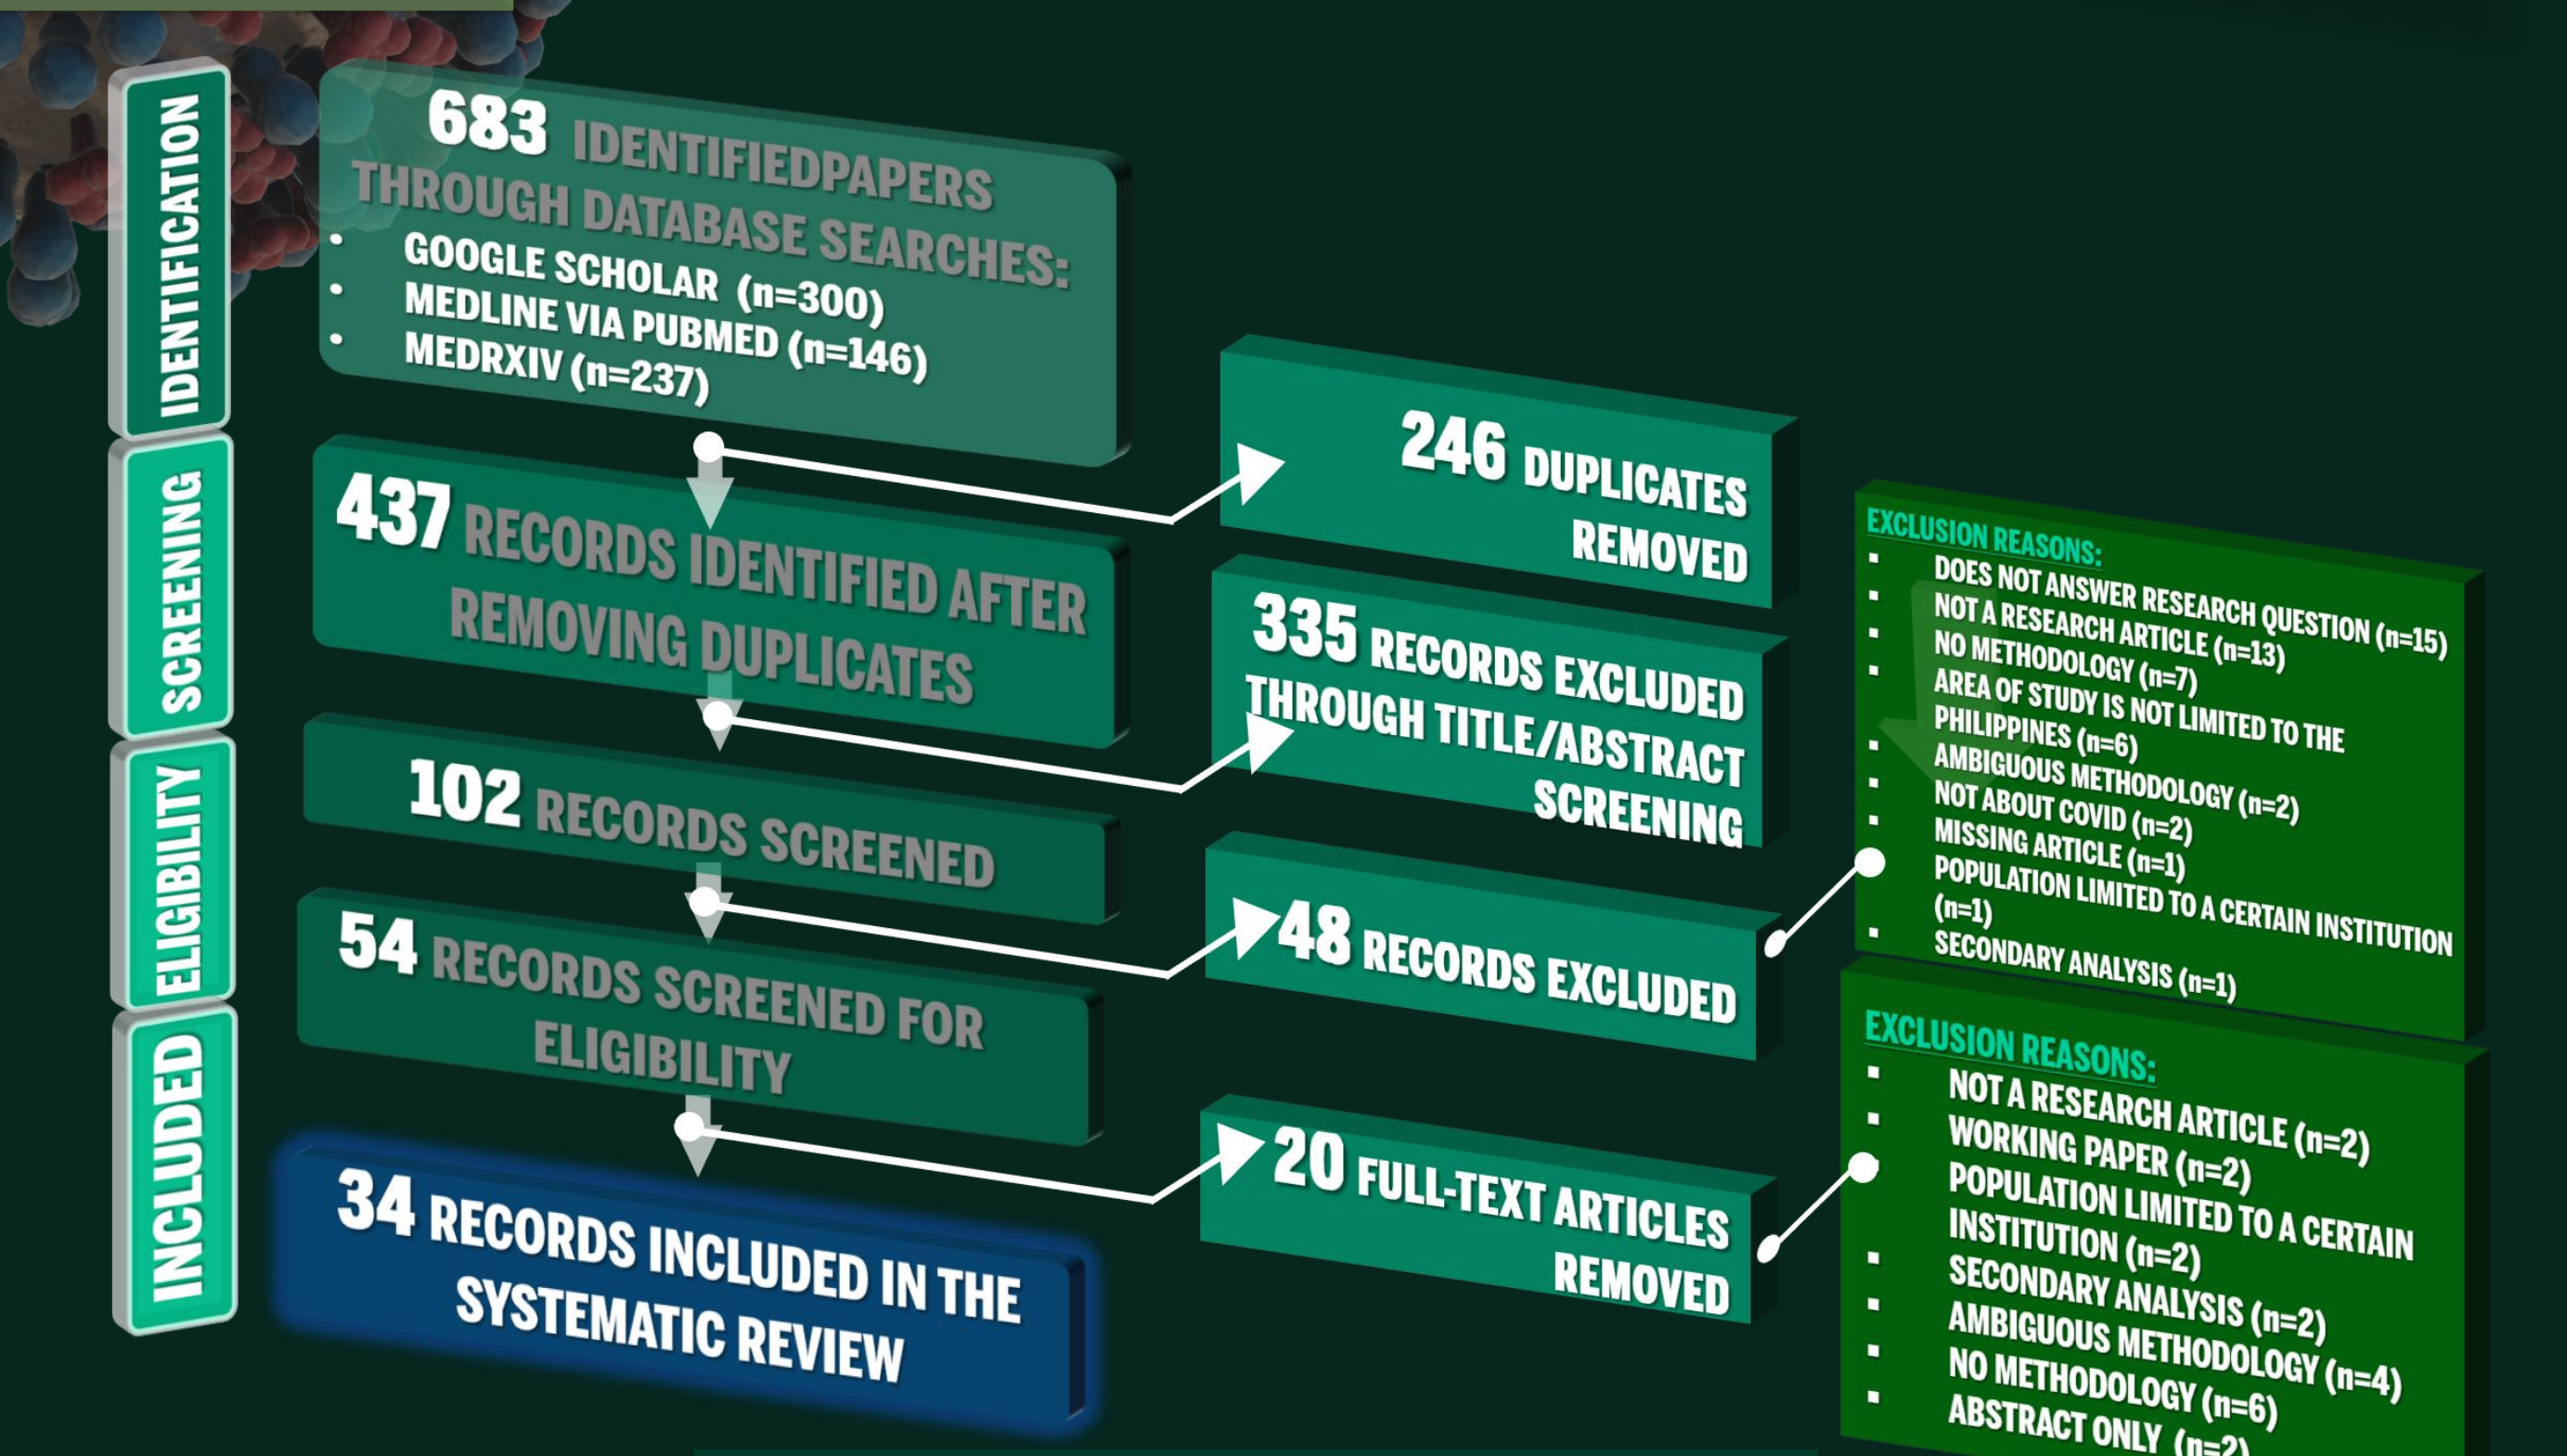 IDENTIFICATION
683 IDENTIFIEDPAPERS
THROUGH DATABASE SEARCHES:
• GOOGLE SCHOLAR (n=300)
• MEDLINE VIA PUBMED (n=146)
• MEDRXIV (n=237)
246 DUPLICATES
REMOVED
SCREENING
437 RECORDS IDENTIFIED AFTER
REMOVING DUPLICATES
335 RECORDS EXCLUDED
THROUGH TITLE/ABSTRACT
SCREENING
ELIGIBILITY
102 RECORDS SCREENED
48 RECORDS EXCLUDED
EXCLUSION REASONS:
▪ DOES NOT ANSWER RESEARCH QUESTION (n=15)
▪ NOT A RESEARCH ARTICLE (n=13)
▪ NO METHODOLOGY (n=7)
▪ AREA OF STUDY IS NOT LIMITED TO THE
PHILIPPINES (n=6)
▪ AMBIGUOUS METHODOLOGY (n=2)
▪ NOT ABOUT COVID (n=2)
▪ MISSING ARTICLE (n=1)
▪ POPULATION LIMITED TO A CERTAIN INSTITUTION
(n=1)
▪ SECONDARY ANALYSIS (n=1)
54 RECORDS SCREENED FOR
ELIGIBILITY
20 FULL-TEXT ARTICLES
REMOVED
EXCLUSION REASONS:
▪ NOT A RESEARCH ARTICLE (n=2)
▪ WORKING PAPER (n=2)
▪ POPULATION LIMITED TO A CERTAIN
INSTITUTION (n=2)
▪ SECONDARY ANALYSIS (n=2)
▪ AMBIGUOUS METHODOLOGY (n=4)
▪ NO METHODOLOGY (n=6)
▪ ABSTRACT ONLY (n=2)
INCLUDED
34 RECORDS INCLUDED IN THE
SYSTEMATIC REVIEW